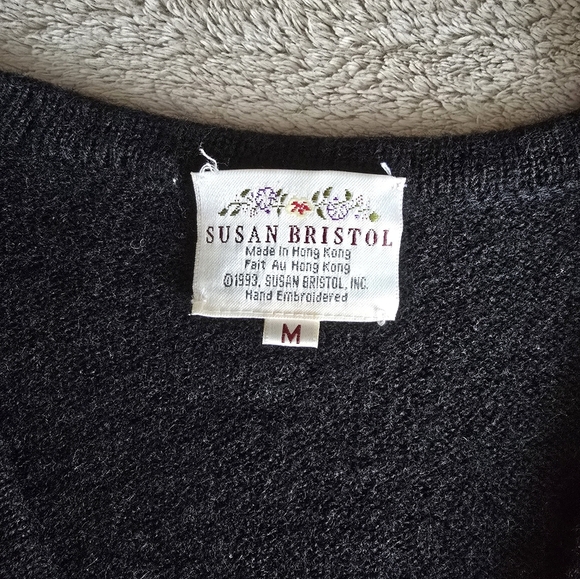 SUSAN BRISTOL
Made in Hong Kong
Fait Au Hong Kong
©1993, SUSAN BRISTOL, INC.
Hand Embroidered
M